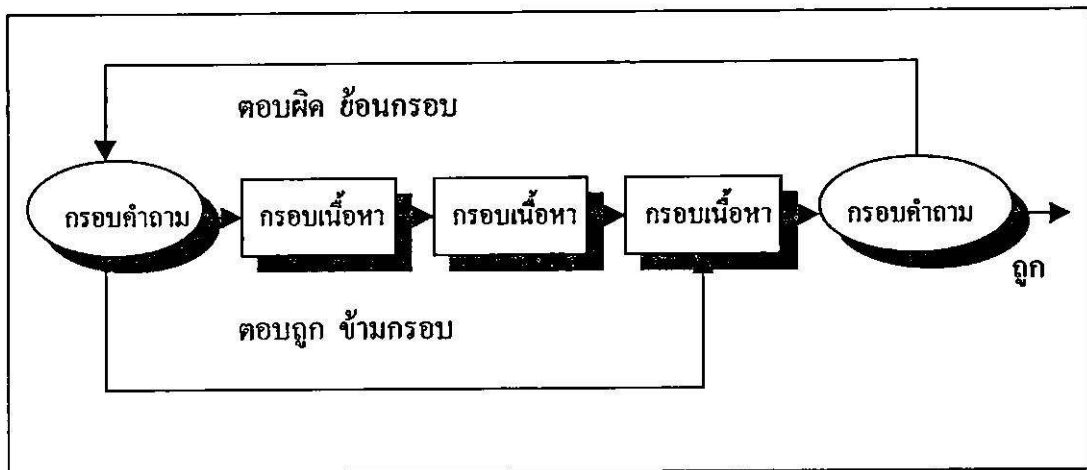 ตอบผิด ย้อนกรอบ
กรอบคำถาม
กรอบเนื้อหา
กรอบเนื้อหา
กรอบเนื้อหา
กรอบคำถาม
ถูก
ตอบถูก ข้ามกรอบ